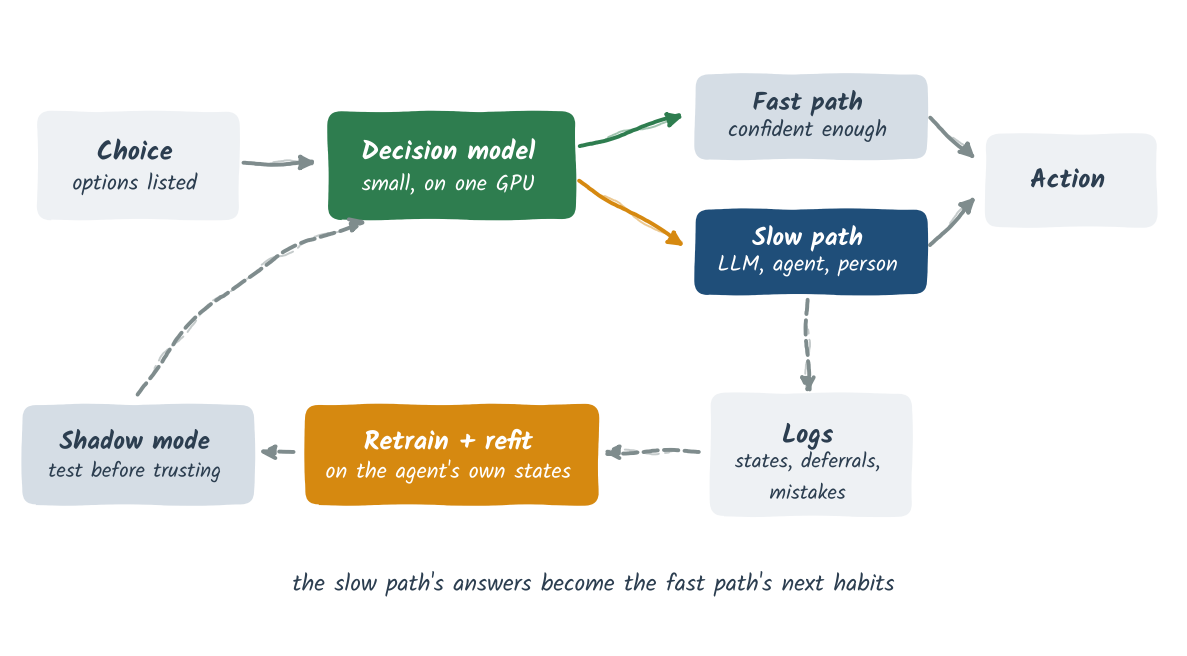 Choice
options listed
Decision model
small, on one GPU
Fast path
confident enough
Slow path
LLM, agent, person
Action
Logs
states, deferrals,
mistakes
Retrain + refit
on the agent's own states
Shadow mode
test before trusting
the slow path's answers become the fast path's next habits